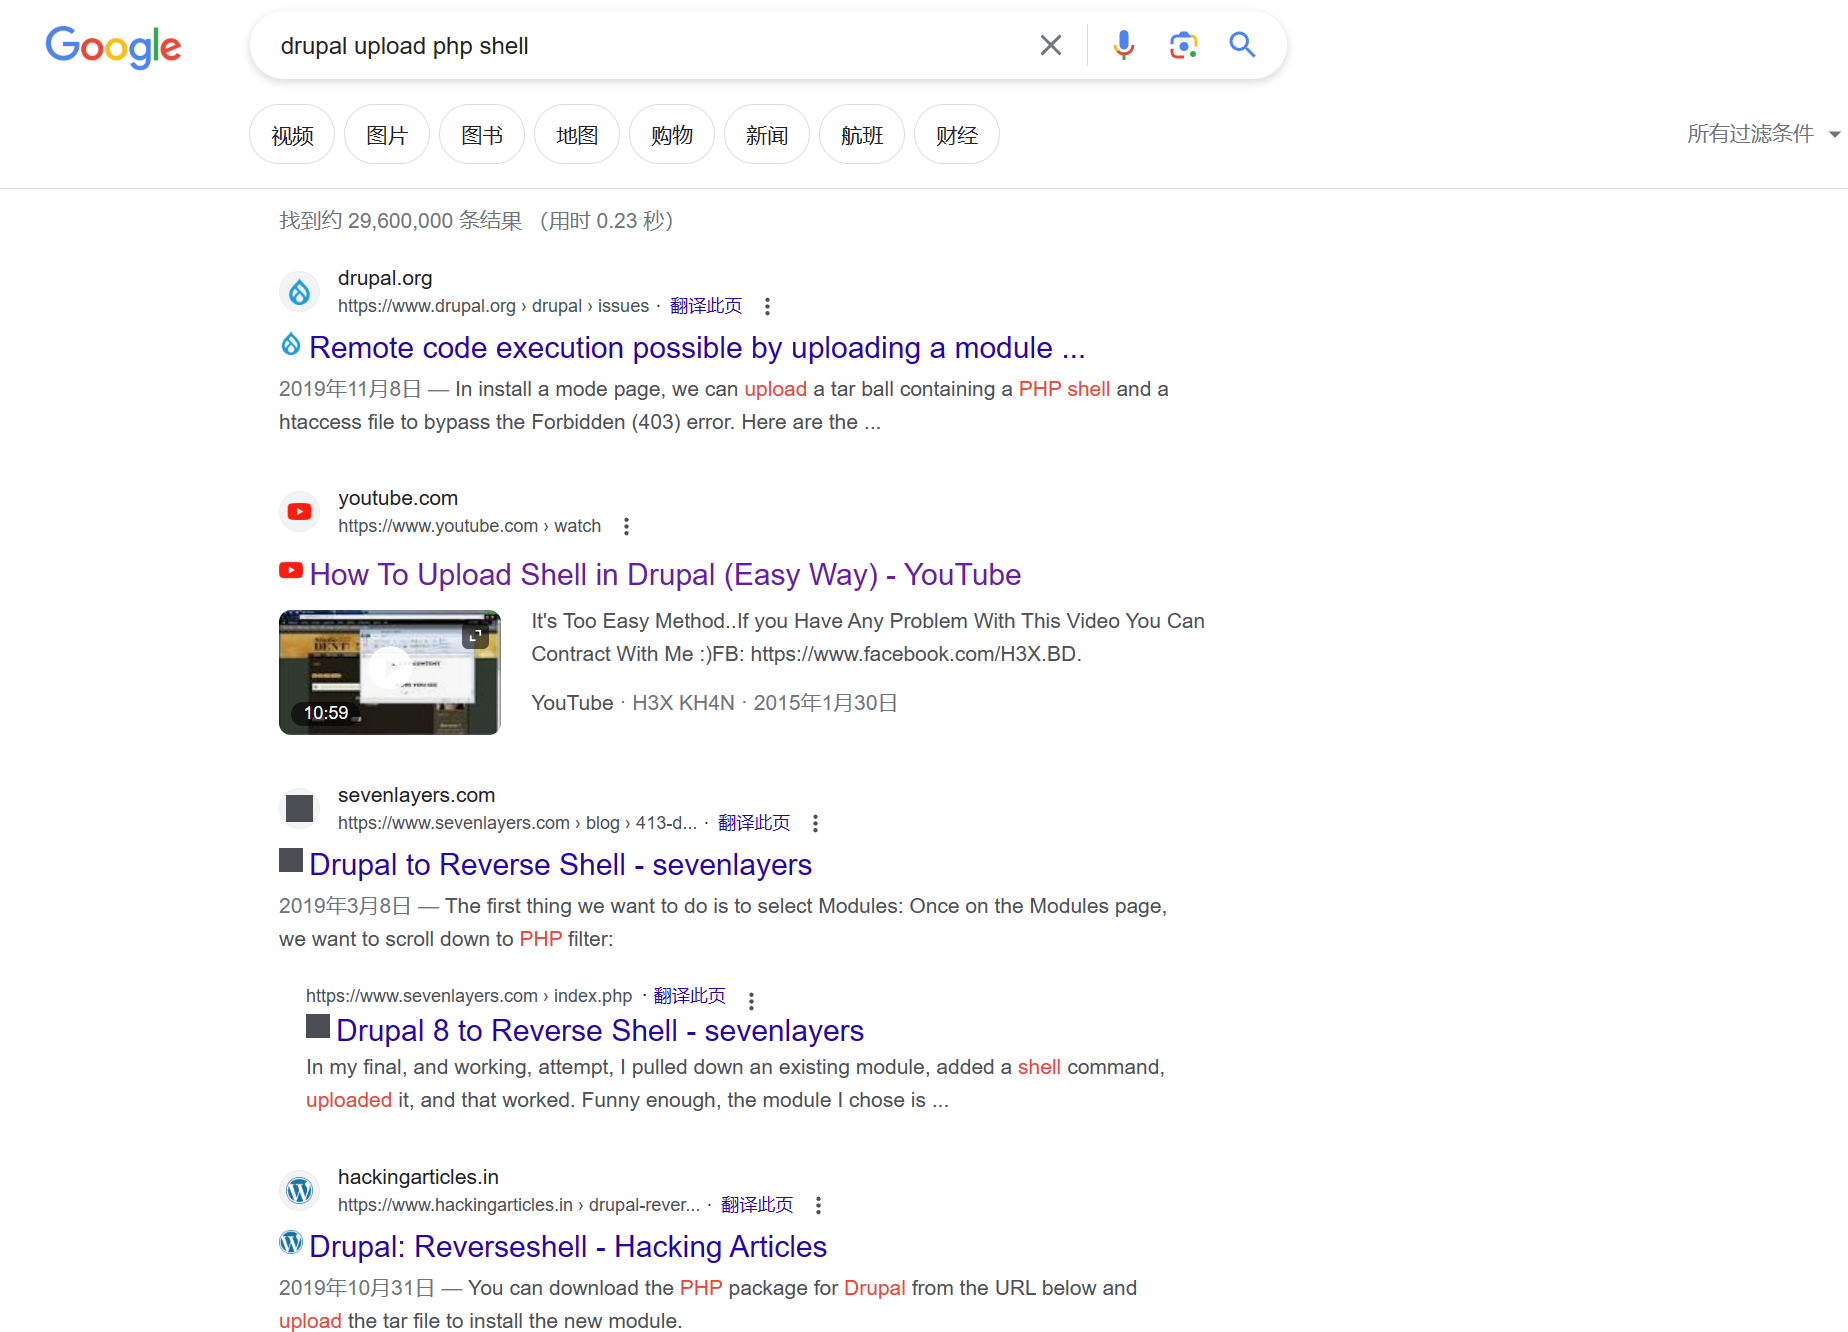 Google
drupal upload php shell
视频 图片 图书 地图 购物 新闻 航班 财经 所有过滤条件
找到约 29,600,000 条结果 （用时 0.23 秒）
drupal.org
https://www.drupal.org › drupal › issues · 翻译此页
Remote code execution possible by uploading a module ...
2019年11月8日 — In install a mode page, we can upload a tar ball containing a PHP shell and a
htaccess file to bypass the Forbidden (403) error. Here are the ...
youtube.com
https://www.youtube.com › watch
How To Upload Shell in Drupal (Easy Way) - YouTube
10:59
It's Too Easy Method..If you Have Any Problem With This Video You Can
Contract With Me :)FB: https://www.facebook.com/H3X.BD.
YouTube · H3X KH4N · 2015年1月30日
sevenlayers.com
https://www.sevenlayers.com › blog › 413-d... · 翻译此页
Drupal to Reverse Shell - sevenlayers
2019年3月8日 — The first thing we want to do is to select Modules: Once on the Modules page,
we want to scroll down to PHP filter:
https://www.sevenlayers.com › index.php · 翻译此页
Drupal 8 to Reverse Shell - sevenlayers
In my final, and working, attempt, I pulled down an existing module, added a shell command,
uploaded it, and that worked. Funny enough, the module I chose is ...
hackingarticles.in
https://www.hackingarticles.in › drupal-rever... · 翻译此页
Drupal: Reverseshell - Hacking Articles
2019年10月31日 — You can download the PHP package for Drupal from the URL below and
upload the tar file to install the new module.